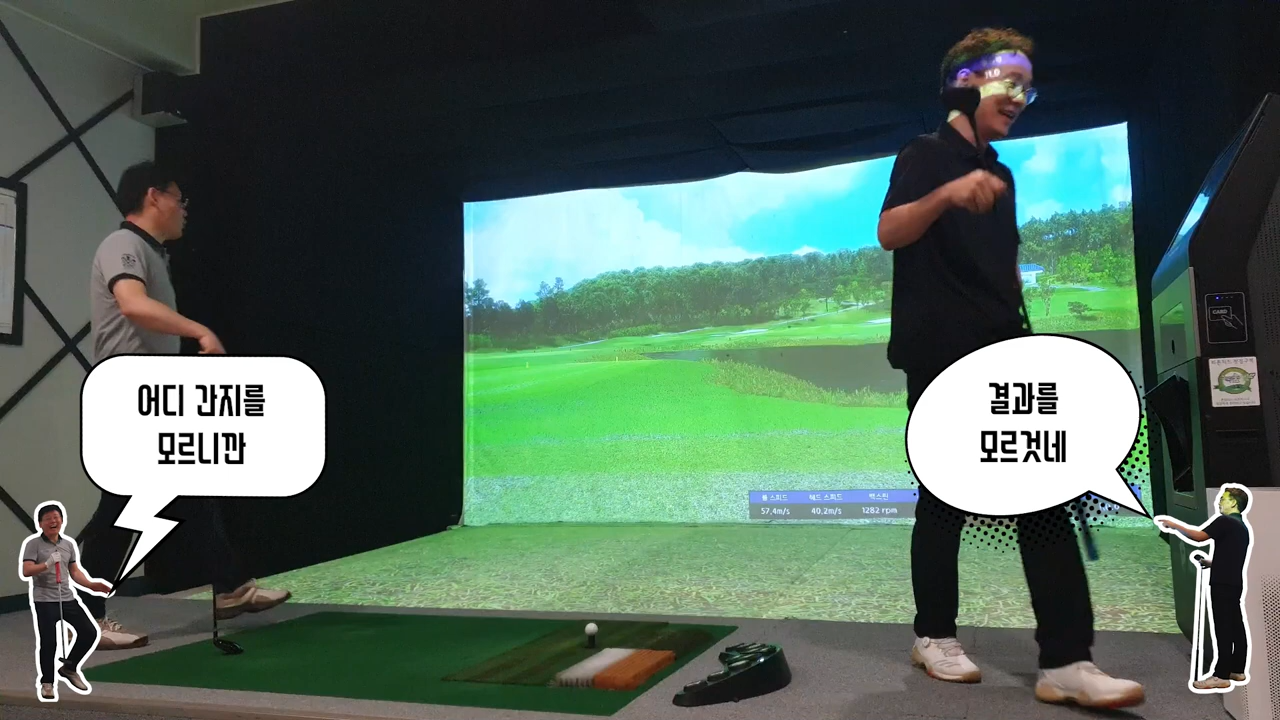 어디 간지를
모르니깐
결과를
모르것네
볼 스피드 헤드 스피드 백스핀
57.4m/s 40.2m/s 1282 rpm
CARD